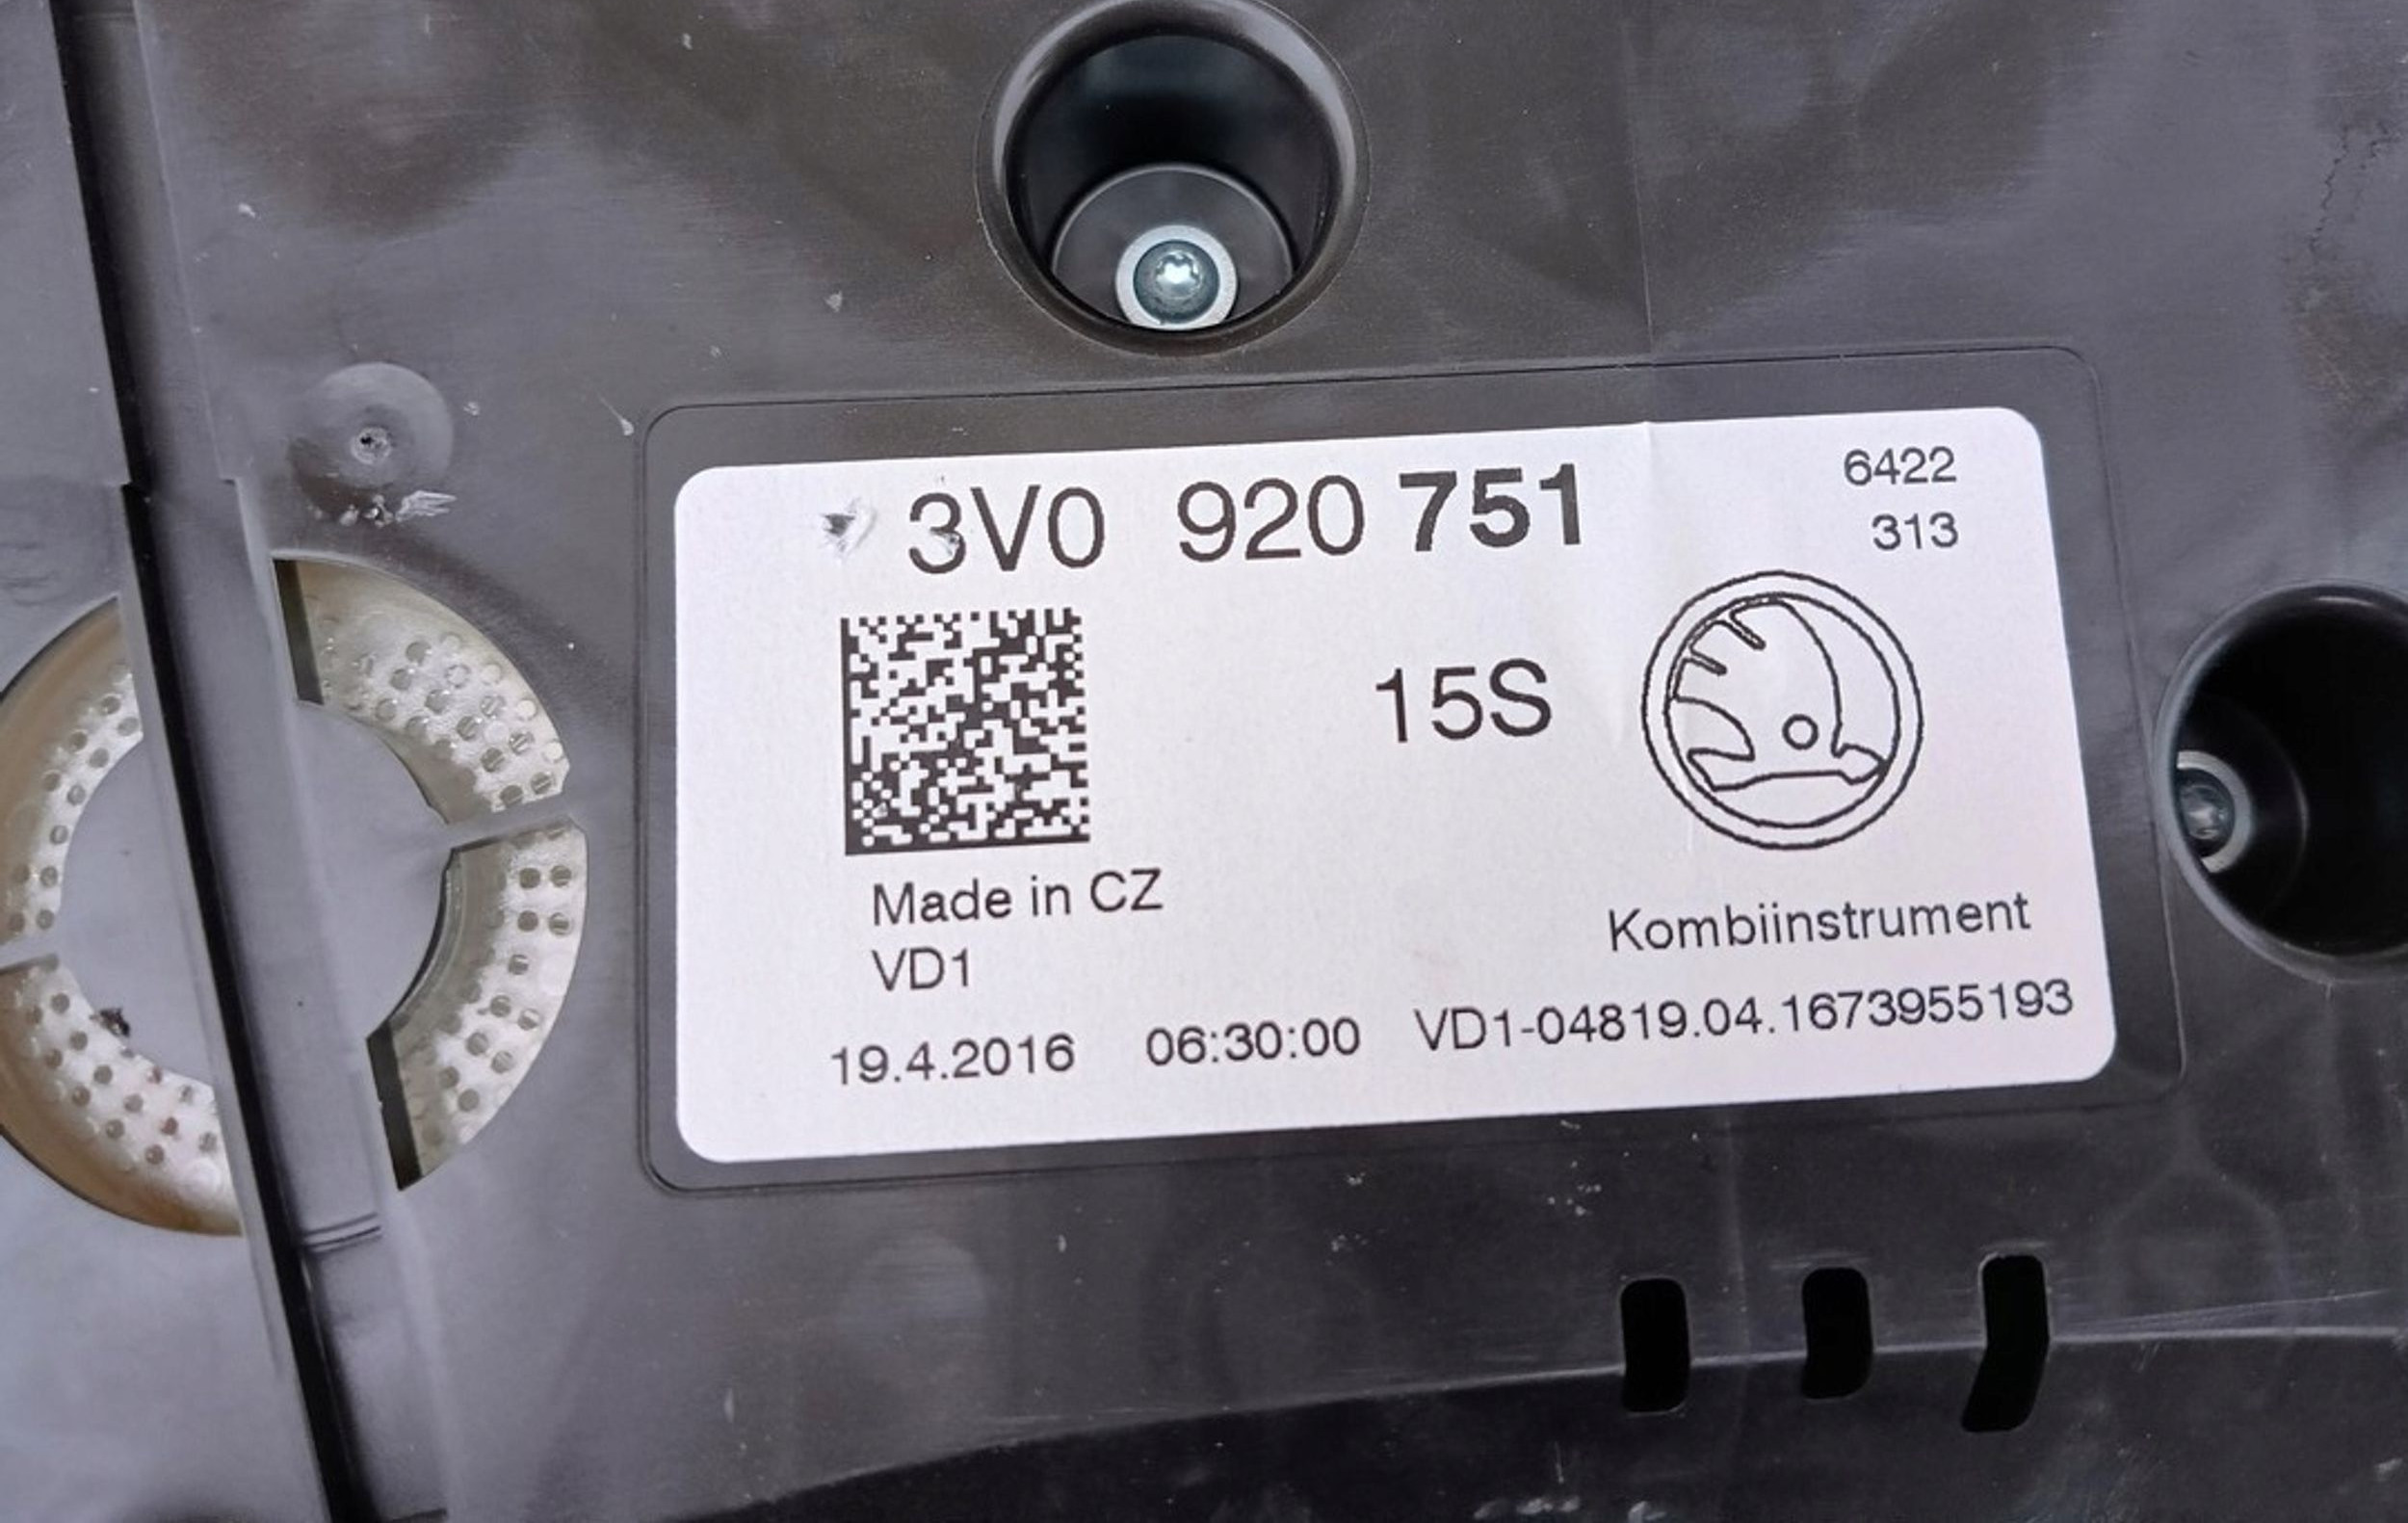 3V0 920 751
6422
313
15S
Made in CZ
VD1
Kombiinstrument
19.4.2016 06:30:00 VD1-04819.04.1673955193